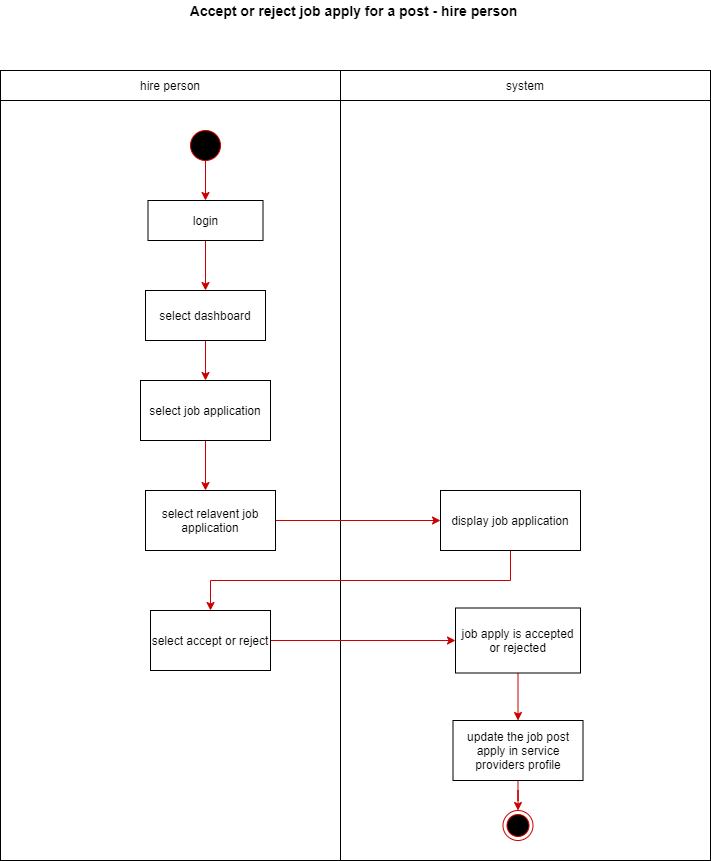 Accept or reject job apply for a post - hire person
hire person
system
login
select dashboard
select job application
select relavent job
application
display job application
select accept or reject
job apply is accepted
or rejected
update the job post
apply in service
providers profile